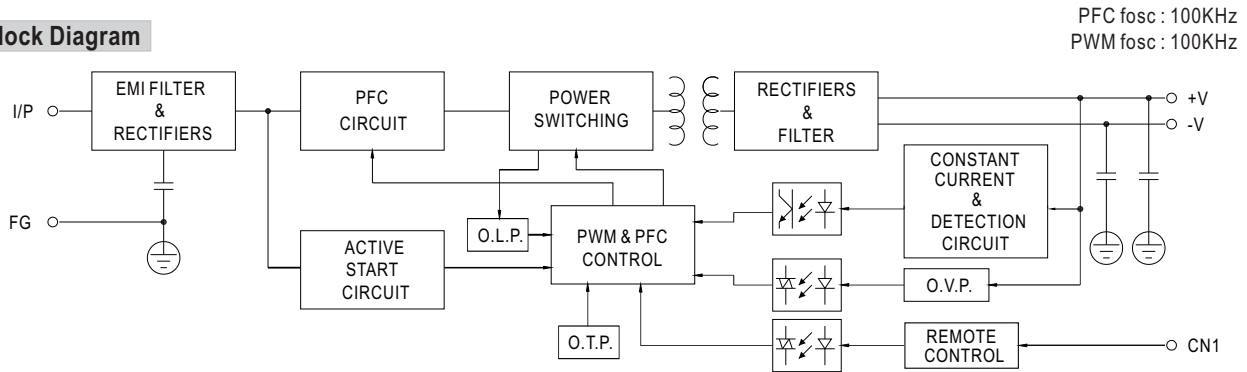 PFC fosc : 100KHz
PWM fosc : 100KHz
lock Diagram
I/P
EMI FILTER
&
RECTIFIERS
PFC
CIRCUIT
POWER
SWITCHING
RECTIFIERS
&
FILTER
+V
-V
FG
ACTIVE
START
CIRCUIT
O.L.P.
PWM & PFC
CONTROL
O.T.P.
CONSTANT
CURRENT
&
DETECTION
CIRCUIT
O.V.P.
REMOTE
CONTROL
CN1